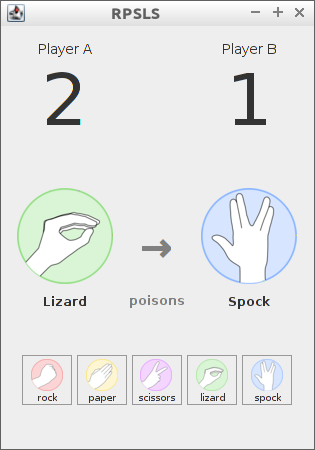 RPSLS
Player A Player B
2 1
Lizard poisons Spock
rock paper scissors lizard spock